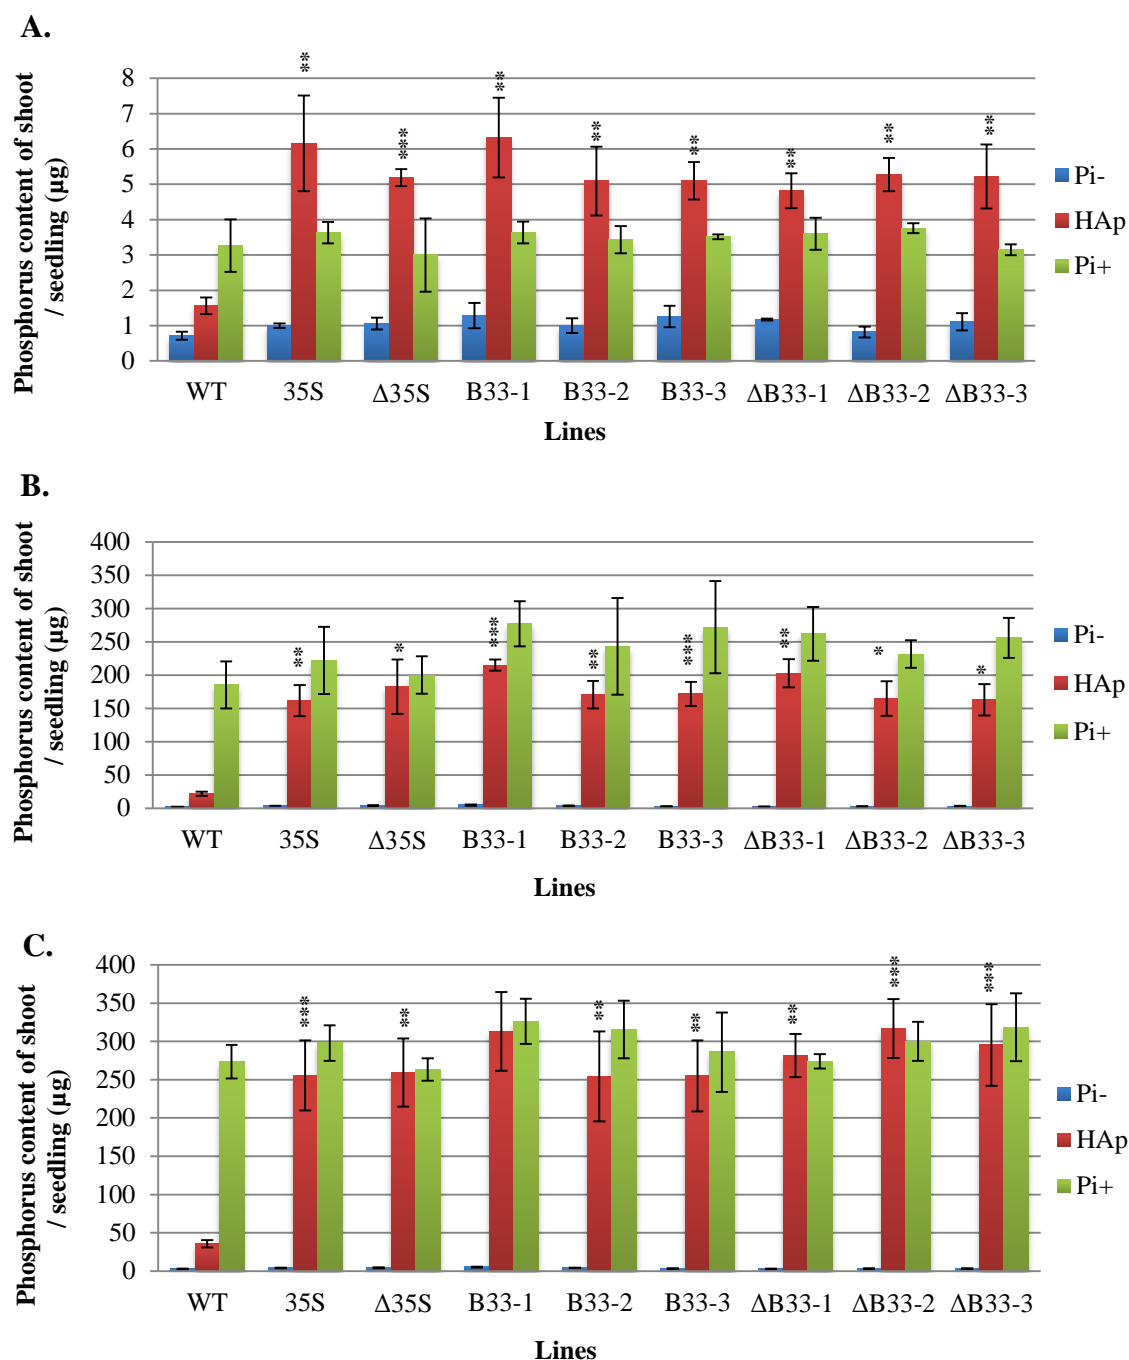 A.
Phosphorus content of shoot
/ seedling (µg)
8
7
6
5
4
3
2
1
0
** *** ** ** ** ** ** **
WT 35S Δ35S B33-1 B33-2 B33-3 ΔB33-1 ΔB33-2 ΔB33-3
Lines
Pi-
HAp
Pi+
B.
Phosphorus content of shoot
/ seedling (µg)
400
350
300
250
200
150
100
50
0
** * *** ** *** ** * *
WT 35S Δ35S B33-1 B33-2 B33-3 ΔB33-1 ΔB33-2 ΔB33-3
Lines
Pi-
HAp
Pi+
C.
Phosphorus content of shoot
/ seedling (µg)
400
350
300
250
200
150
100
50
0
*** ** ** ** ** *** ***
WT 35S Δ35S B33-1 B33-2 B33-3 ΔB33-1 ΔB33-2 ΔB33-3
Lines
Pi-
HAp
Pi+